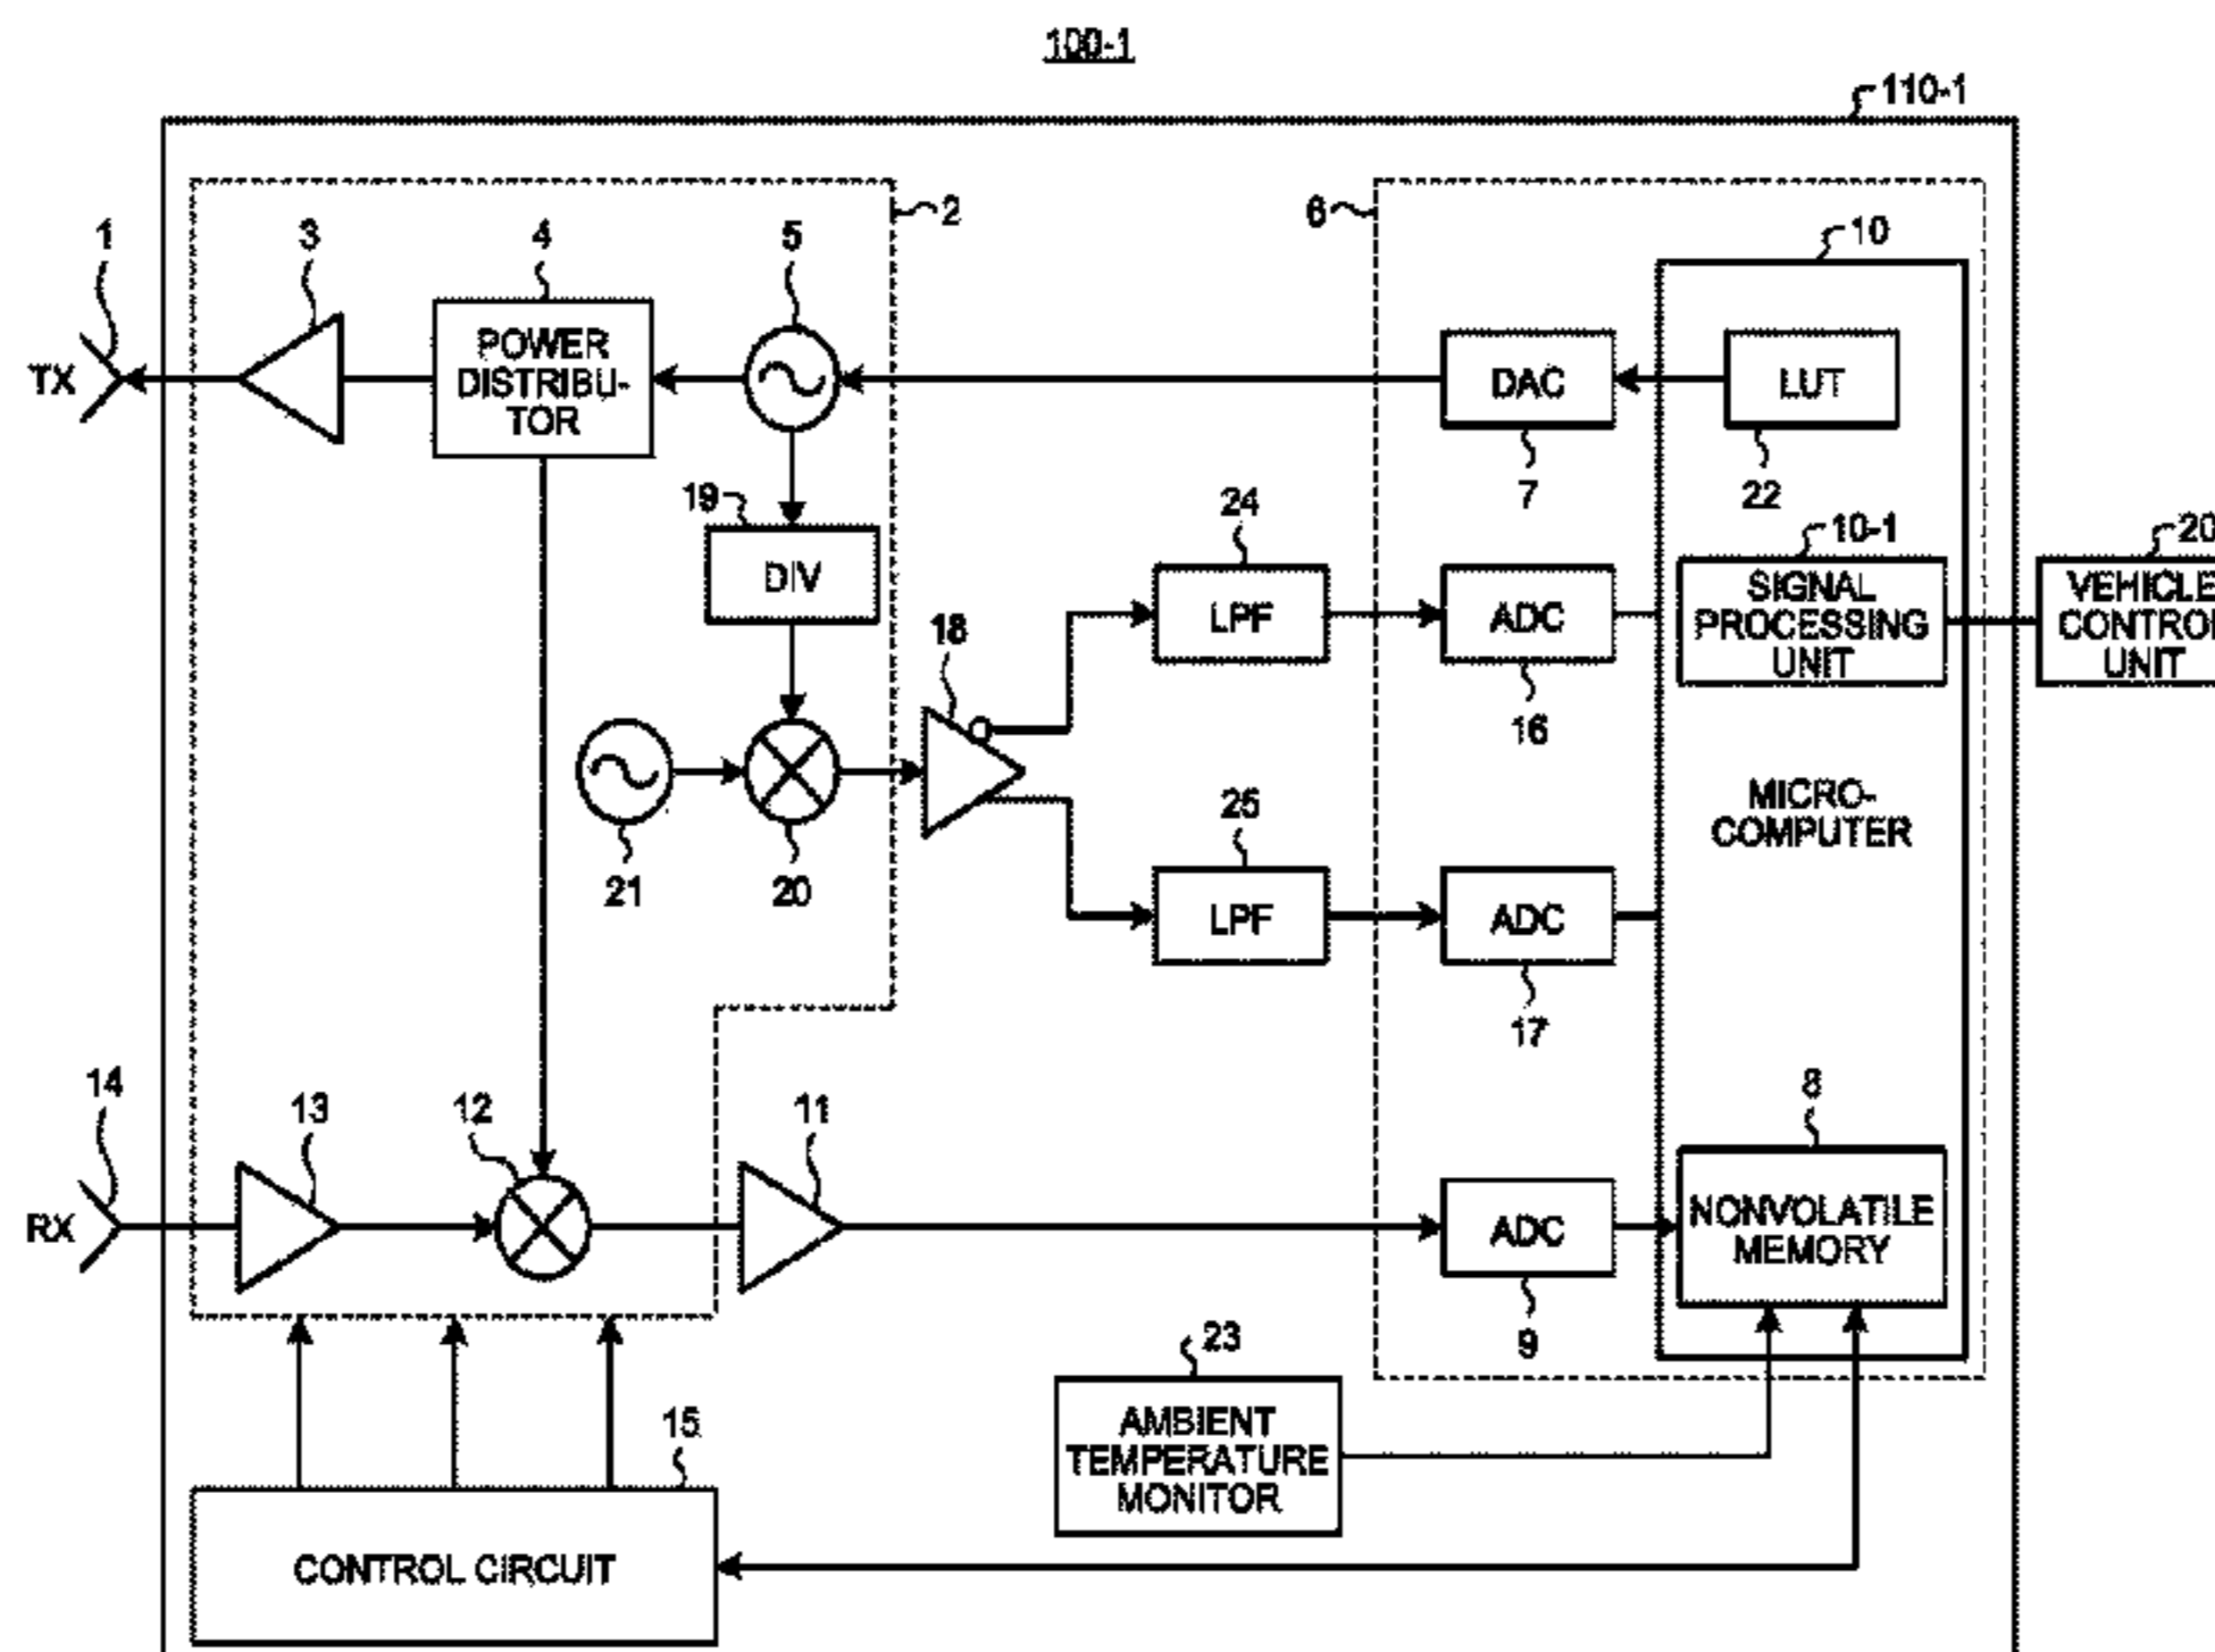 100-1
110-1
2
6
10
1
3
4
5
TX
POWER
DISTRIBU-
TOR
DAC
LUT
7
22
19
DIV
24
10-1
20
LPF
ADC
SIGNAL
PROCESSING
UNIT
VEHICLE
CONTROL
UNIT
18
16
21
20
25
MICRO-
COMPUTER
LPF
ADC
17
14
13
12
11
8
RX
ADC
NONVOLATILE
MEMORY
9
23
15
AMBIENT
TEMPERATURE
MONITOR
CONTROL CIRCUIT